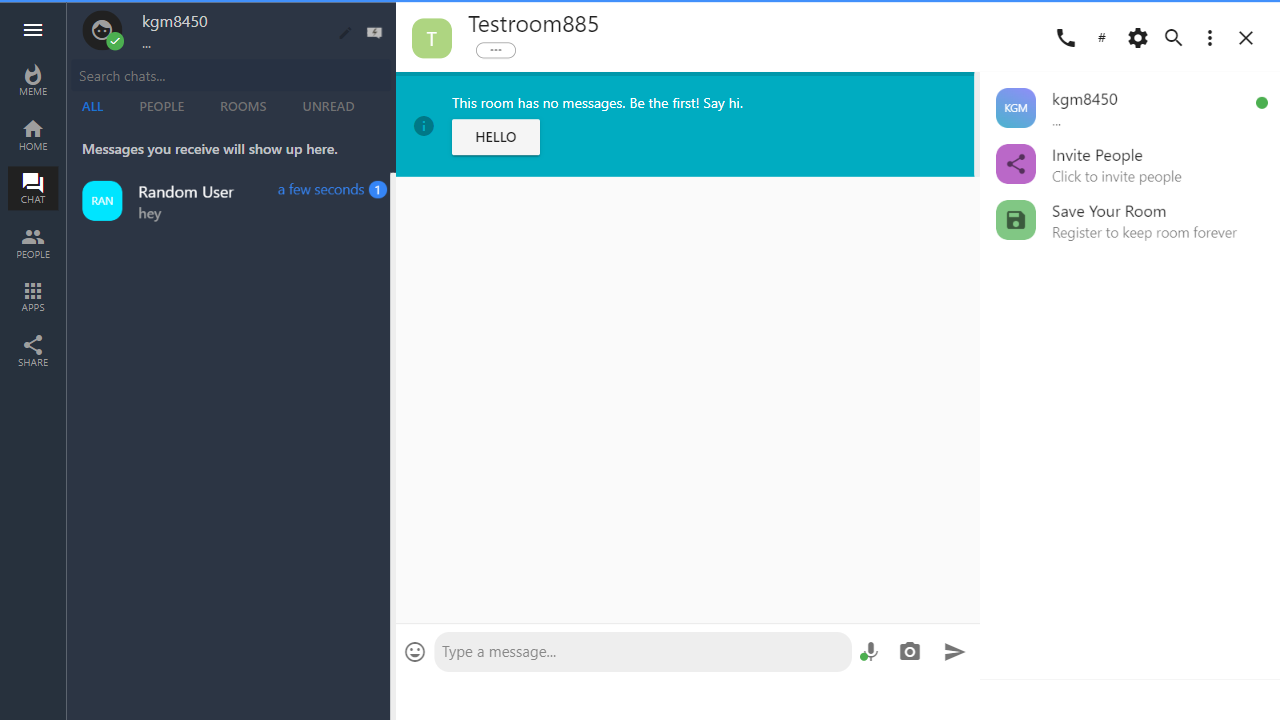 MEME
HOME
CHAT
PEOPLE
APPS
SHARE
kgm8450
...
Search chats...
ALL PEOPLE ROOMS UNREAD
Messages you receive will show up here.
RAN
Random User
a few seconds 1
hey
T
Testroom885
---
#
This room has no messages. Be the first! Say hi.
HELLO
Type a message...
KGM
kgm8450
...
Invite People
Click to invite people
Save Your Room
Register to keep room forever